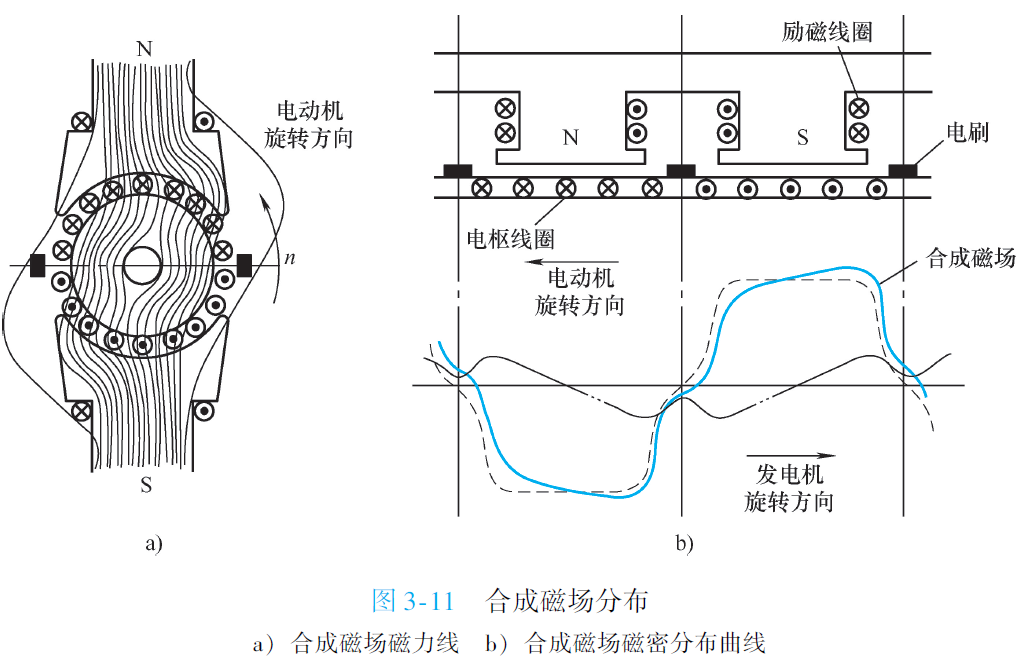 N
电动机
旋转方向
n
S
a)
励磁线圈
N
S
电刷
电枢线圈
电动机
旋转方向
合成磁场
发电机
旋转方向
b)
图 3-11 合成磁场分布
a) 合成磁场磁力线 b) 合成磁场磁密分布曲线